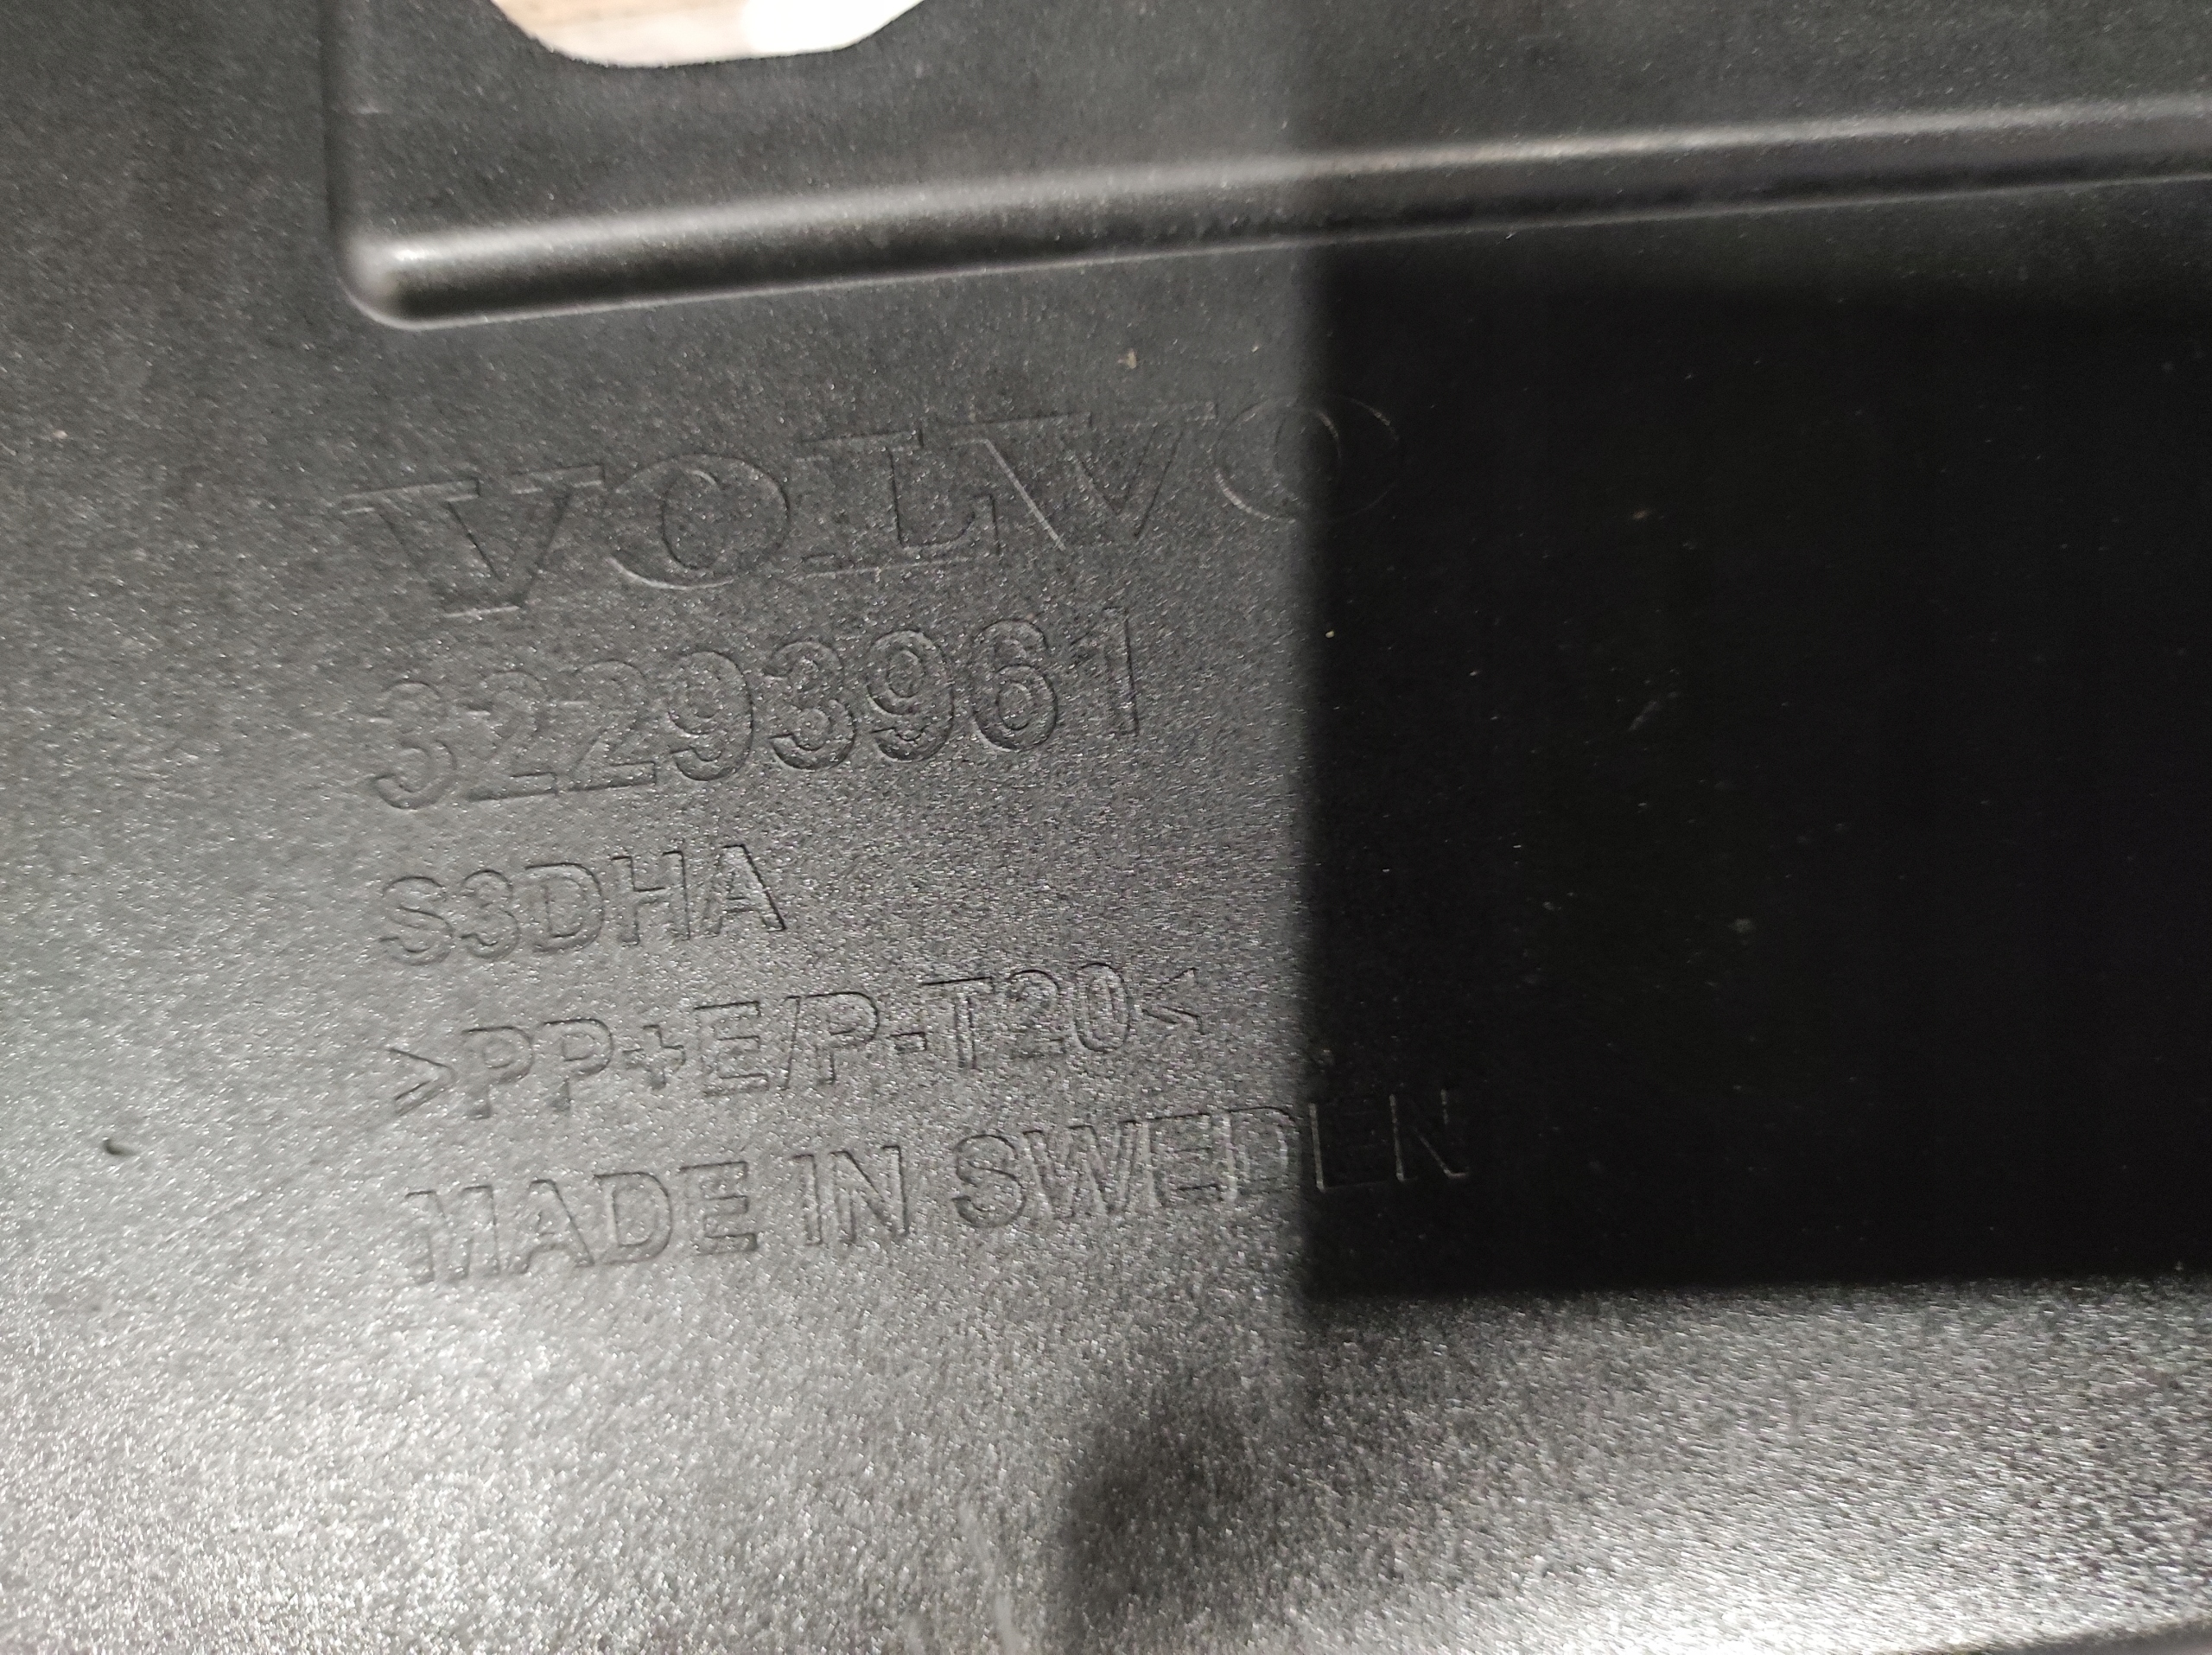 VOLVO
32293961
S3DHA
>PP+E/P-T20<
MADE IN SWEDEN